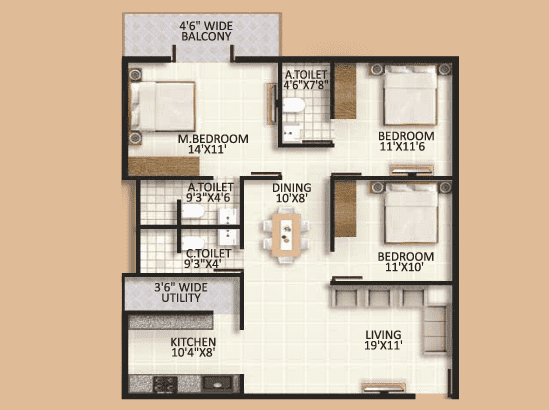 4'6" WIDE
BALCONY
A.TOILET
4'6"X7'8"
M.BEDROOM
14'X11'
BEDROOM
11'X11'6
A.TOILET
9'3"X4'6
DINING
10'X8'
C.TOILET
9'3"X4'
BEDROOM
11'X10'
3'6" WIDE
UTILITY
KITCHEN
10'4"X8'
LIVING
19'X11'